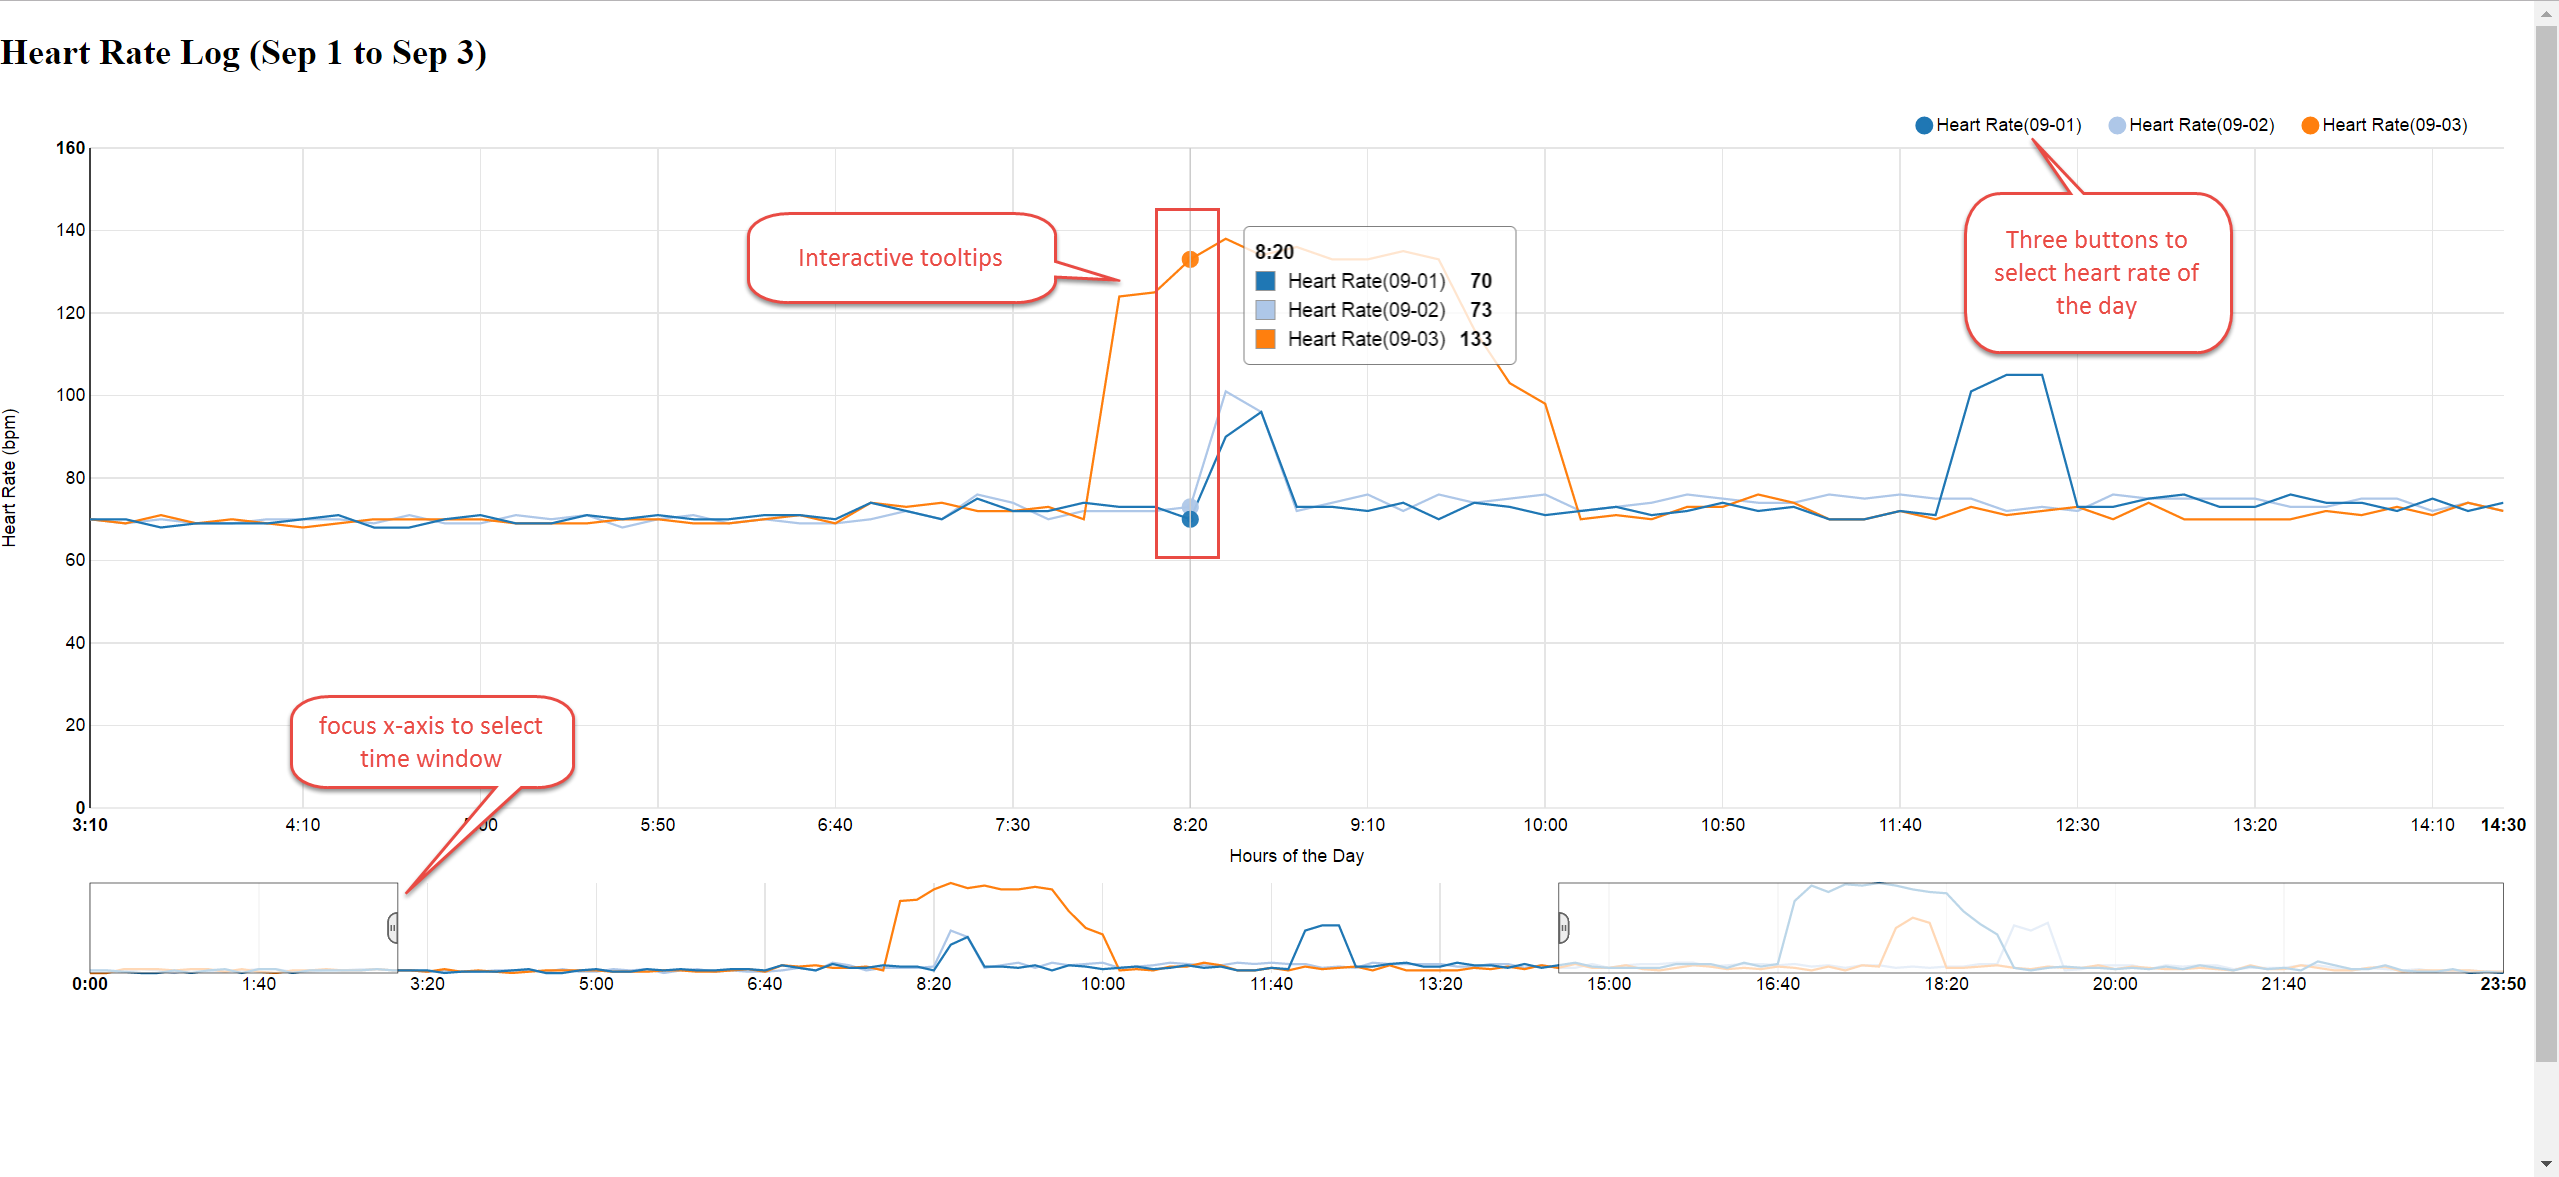 Heart Rate Log (Sep 1 to Sep 3)
Heart Rate(09-01) Heart Rate(09-02) Heart Rate(09-03)
160
140
120
100
80
60
40
20
0
Heart Rate (bpm)
Interactive tooltips
8:20
Heart Rate(09-01) 70
Heart Rate(09-02) 73
Heart Rate(09-03) 133
Three buttons to
select heart rate of
the day
focus x-axis to select
time window
3:10 4:10 5:00 5:50 6:40 7:30 8:20 9:10 10:00 10:50 11:40 12:30 13:20 14:10 14:30
Hours of the Day
0:00 1:40 3:20 5:00 6:40 8:20 10:00 11:40 13:20 15:00 16:40 18:20 20:00 21:40 23:50